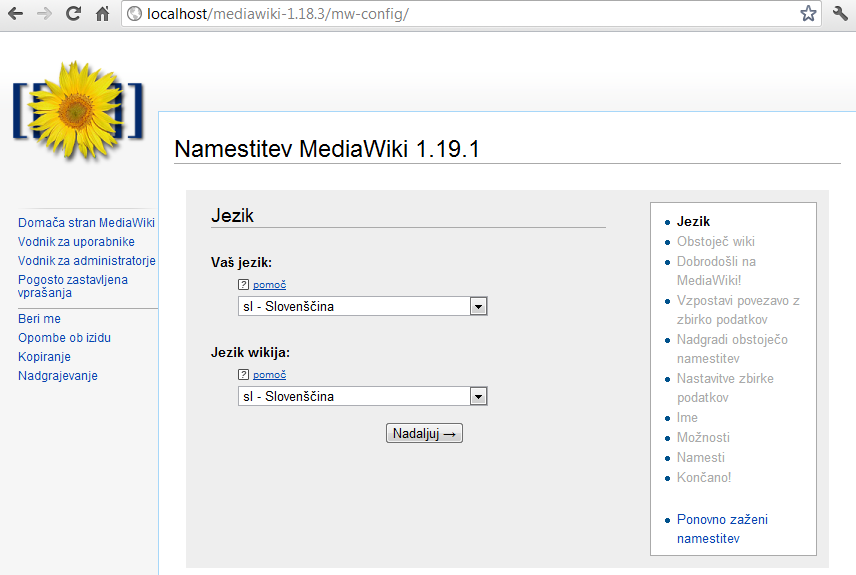 localhost/mediawiki-1.18.3/mw-config/
Namestitev MediaWiki 1.19.1
Domača stran MediaWiki
Vodnik za uporabnike
Vodnik za administratorje
Pogosto zastavljena
vprašanja
Beri me
Opombe ob izidu
Kopiranje
Nadgrajevanje
Jezik
Vaš jezik:
? pomoč
sl - Slovenščina
Jezik wikija:
? pomoč
sl - Slovenščina
Nadaljuj →
Jezik
Obstoječ wiki
Dobrodošli na
MediaWiki!
Vzpostavi povezavo z
zbirko podatkov
Nadgradi obstoječo
namestitev
Nastavitve zbirke
podatkov
Ime
Možnosti
Namesti
Končano!
Ponovno zaženi
namestitev